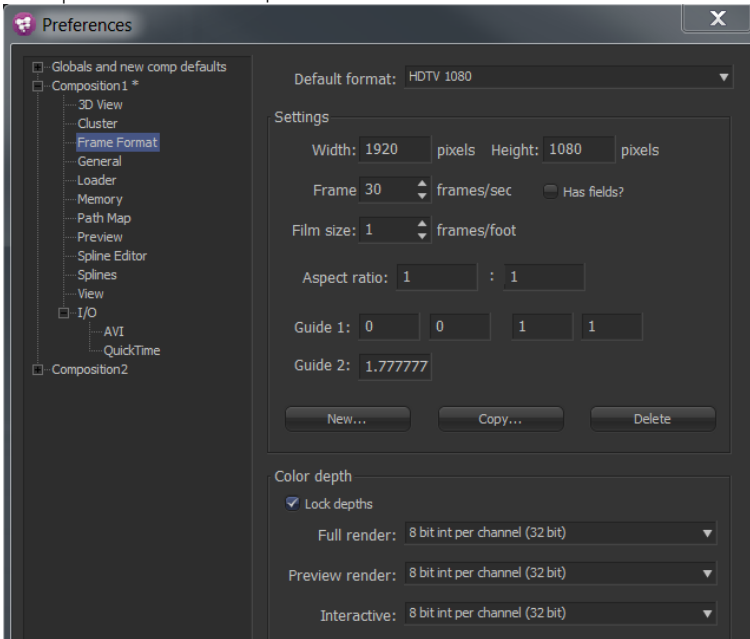 Preferences
X
Globals and new comp defaults
Composition1 *
3D View
Cluster
Frame Format
General
Loader
Memory
Path Map
Preview
Spline Editor
Splines
View
I/O
AVI
QuickTime
Composition2
Default format: HDTV 1080
Settings
Width: 1920 pixels Height: 1080 pixels
Frame 30 frames/sec Has fields?
Film size: 1 frames/foot
Aspect ratio: 1 : 1
Guide 1: 0 0 1 1
Guide 2: 1.777777
New... Copy... Delete
Color depth
Lock depths
Full render: 8 bit int per channel (32 bit)
Preview render: 8 bit int per channel (32 bit)
Interactive: 8 bit int per channel (32 bit)